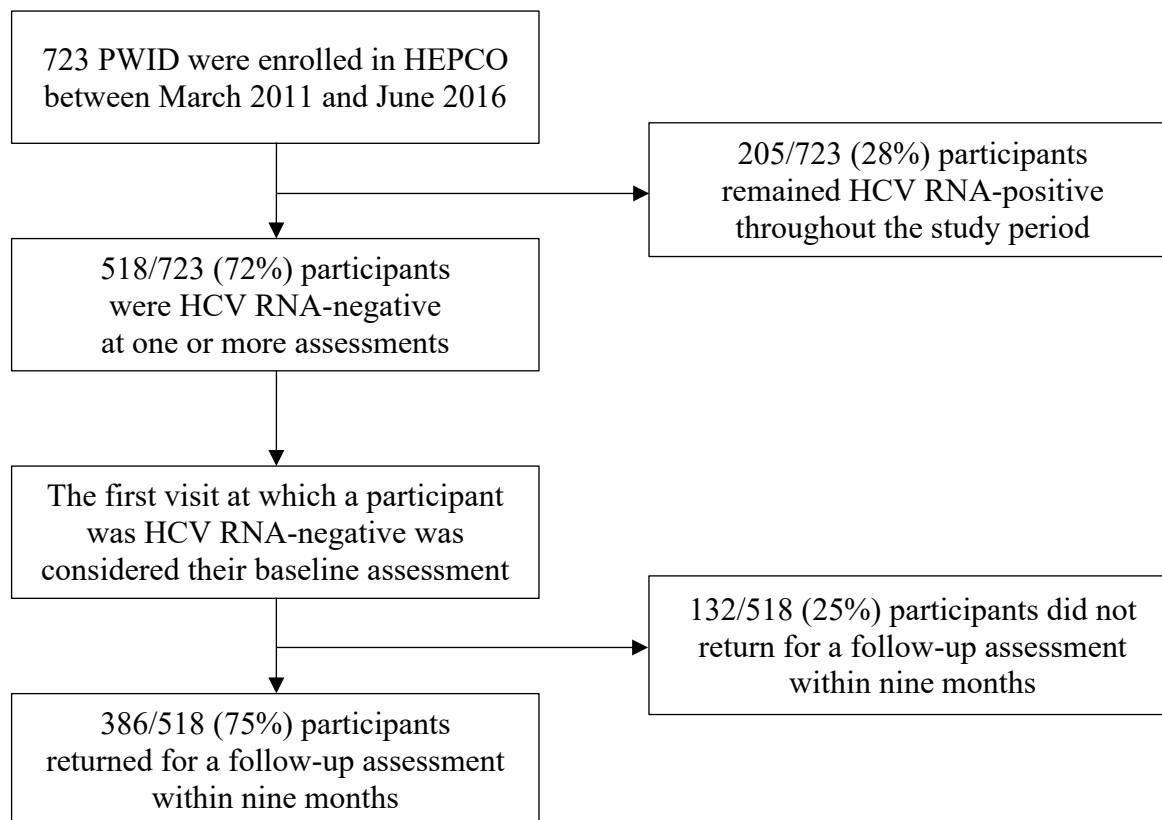 723 PWID were enrolled in HEPCO
between March 2011 and June 2016
205/723 (28%) participants
remained HCV RNA-positive
throughout the study period
518/723 (72%) participants
were HCV RNA-negative
at one or more assessments
The first visit at which a participant
was HCV RNA-negative was
considered their baseline assessment
132/518 (25%) participants did not
return for a follow-up assessment
within nine months
386/518 (75%) participants
returned for a follow-up assessment
within nine months